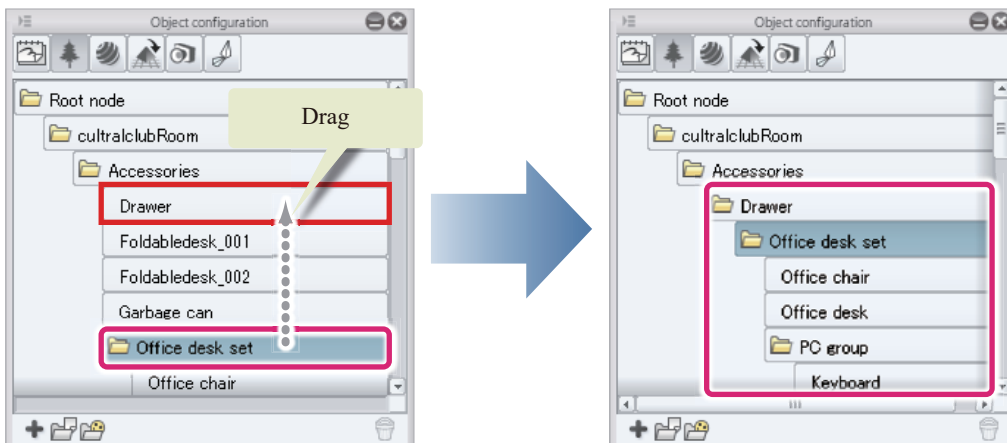 Object configuration
Root node
cultralclubRoom
Accessories
Drawer
Foldabledesk_001
Foldabledesk_002
Garbage can
Office desk set
Office chair
Drag
Object configuration
Root node
cultralclubRoom
Accessories
Drawer
Office desk set
Office chair
Office desk
PC group
Keyboard